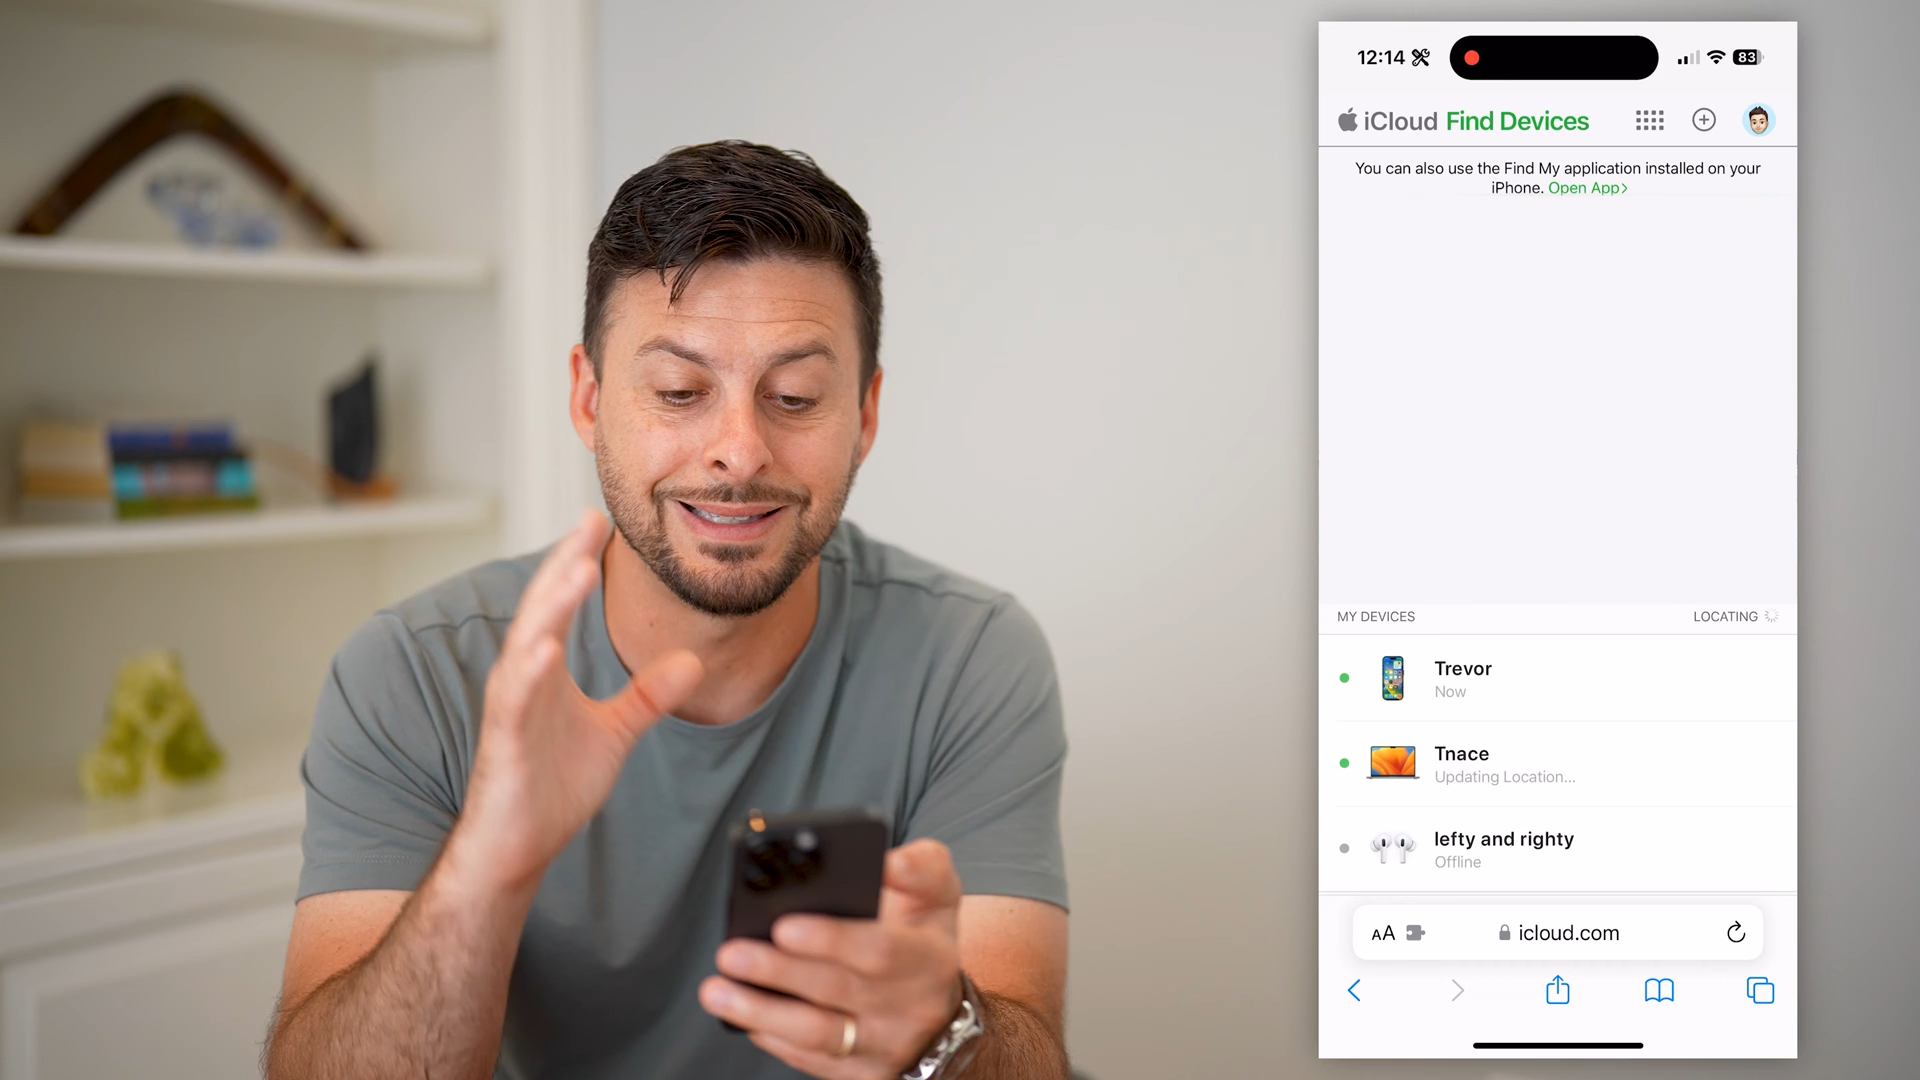 12:14
83
iCloud Find Devices
You can also use the Find My application installed on your
iPhone. Open App>
MY DEVICES
LOCATING
Trevor
Now
Tnace
Updating Location...
lefty and righty
Offline
AA
icloud.com